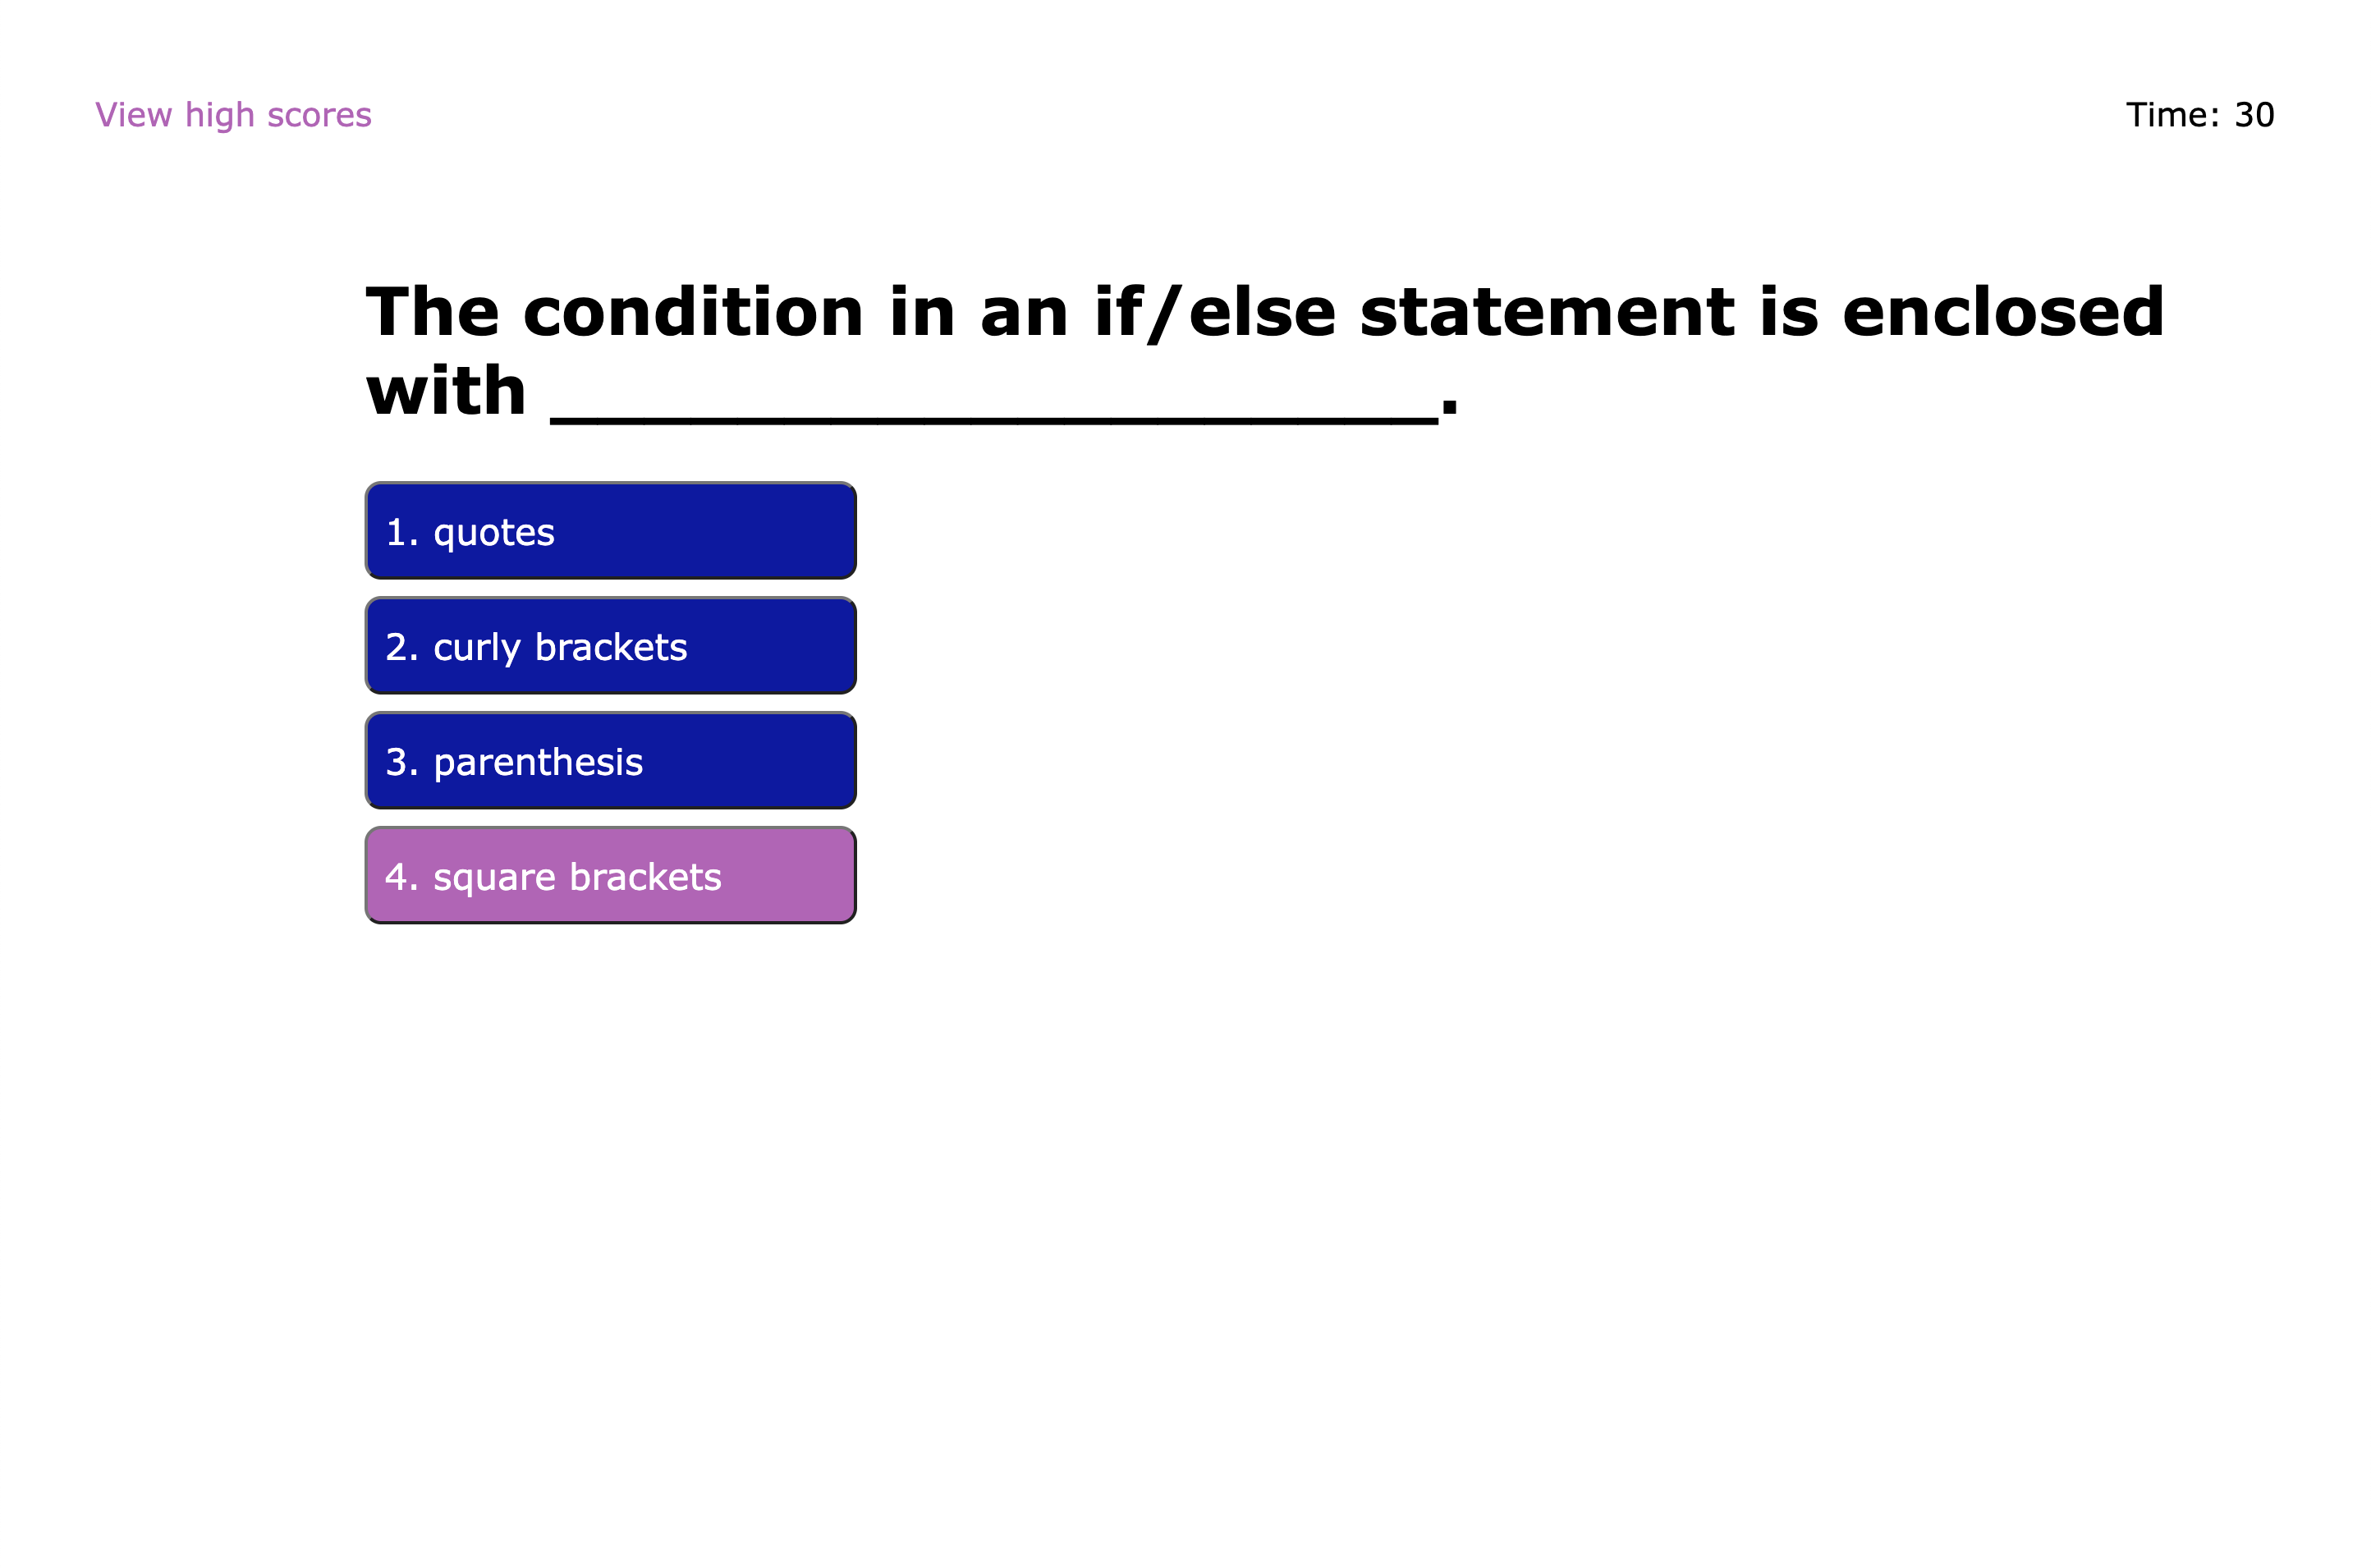 View high scores
Time: 30
The condition in an if/else statement is enclosed
with ___________________.
1. quotes
2. curly brackets
3. parenthesis
4. square brackets